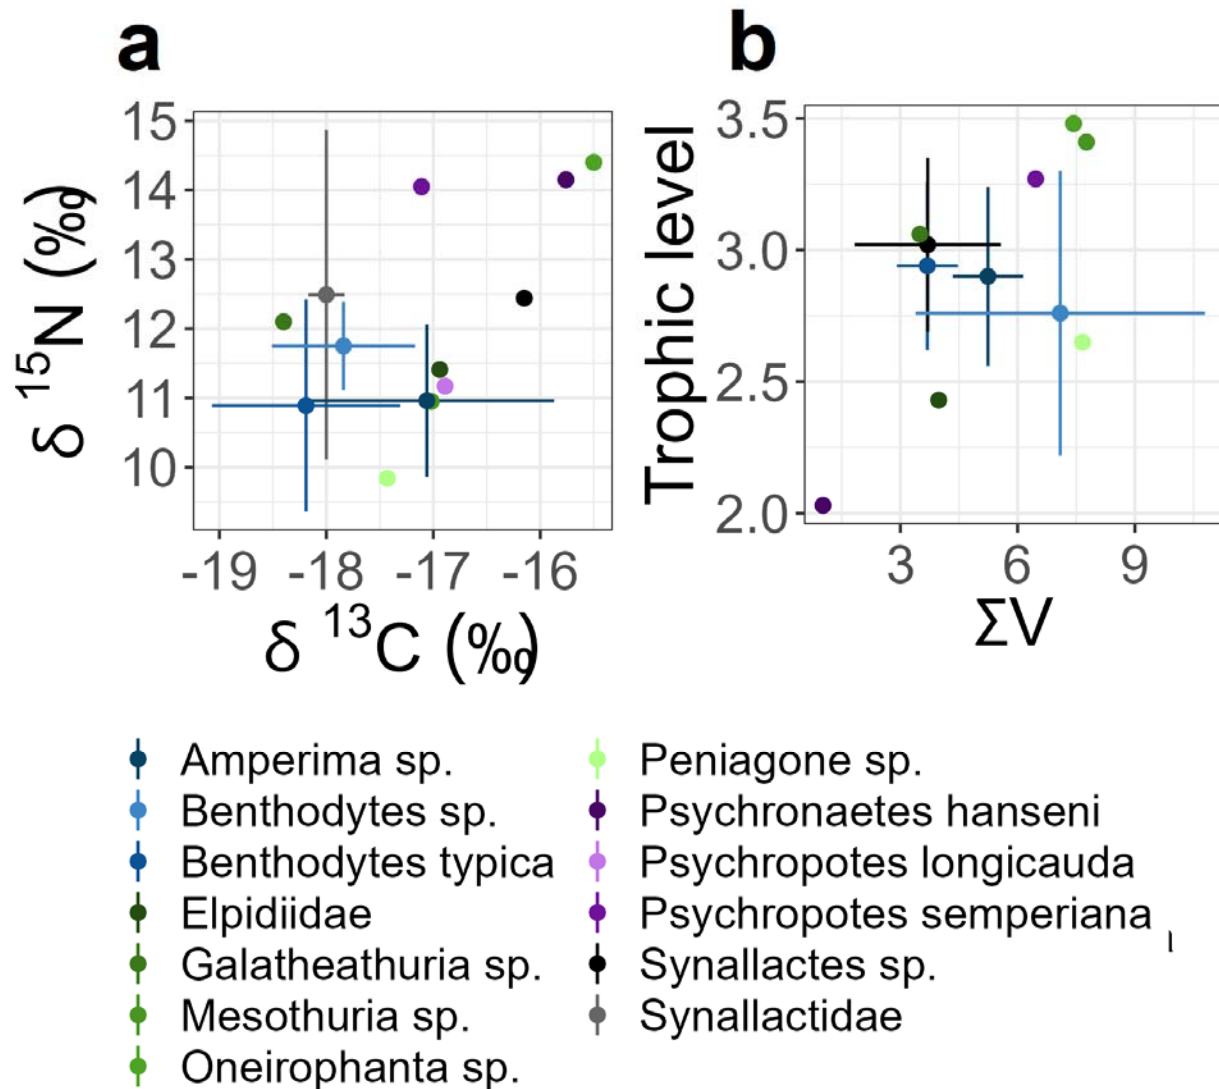 a
b
15
14
13
12
11
10
δ ¹⁵N (‰)
-19 -18 -17 -16
δ ¹³C (‰)
3.5
3.0
2.5
2.0
Trophic level
3 6 9
ΣV
Amperima sp.
Benthodytes sp.
Benthodytes typica
Elpidiidae
Galatheathuria sp.
Mesothuria sp.
Oneirophanta sp.
Peniagone sp.
Psychronaetes hanseni
Psychropotes longicauda
Psychropotes semperiana
Synallactes sp.
Synallactidae